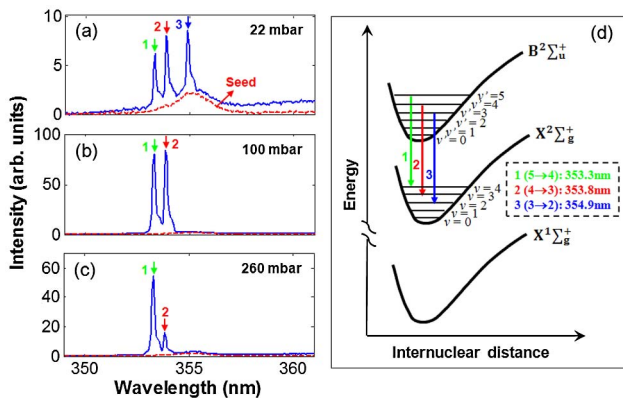 (a)
22 mbar
1
2
3
Seed
10
5
0
(b)
100 mbar
1
2
100
50
0
(c)
260 mbar
1
2
60
40
20
0
350
355
360
Wavelength (nm)
Intensity (arb. units)
(d)
B²Σu⁺
v'=5
v'=4
v'=3
v'=2
v'=1
v'=0
X²Σg⁺
1
2
3
v=4
v=3
v=2
v=1
v=0
1 (5→4): 353.3nm
2 (4→3): 353.8nm
3 (3→2): 354.9nm
X¹Σg⁺
Energy
Internuclear distance